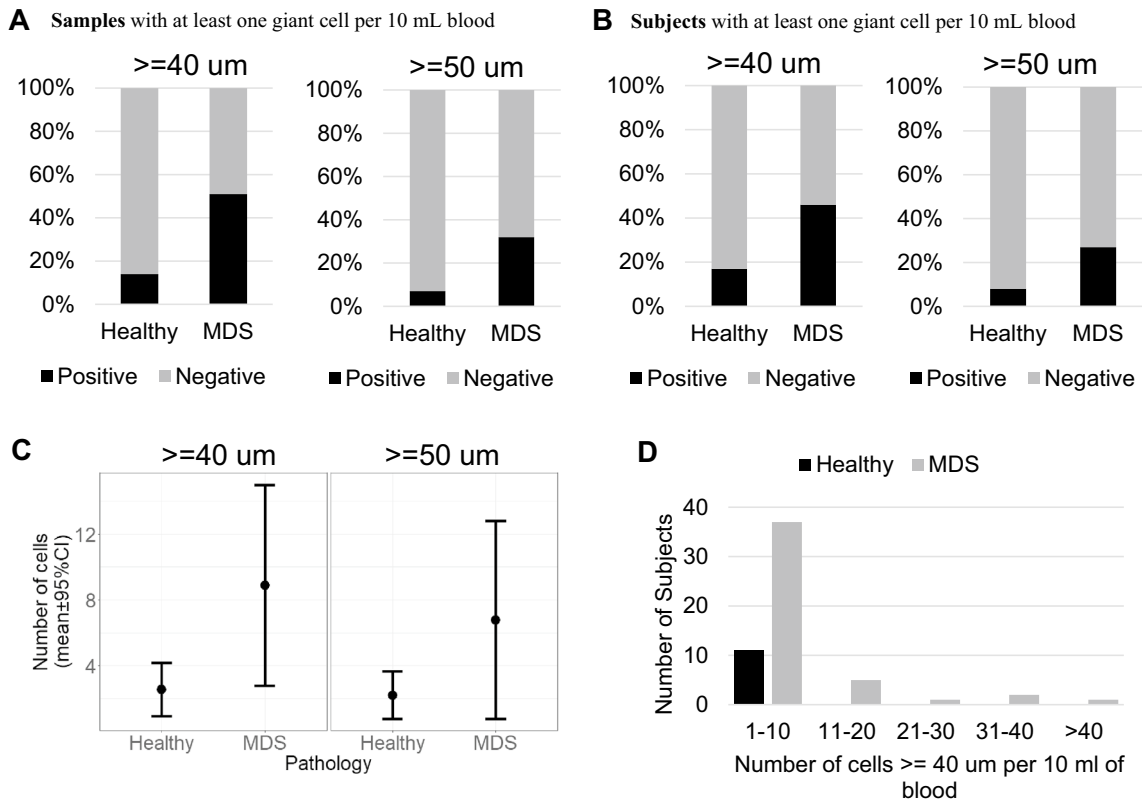 A Samples with at least one giant cell per 10 mL blood
>=40 um
100%
80%
60%
40%
20%
0%
Healthy MDS
■Positive ■Negative
>=50 um
100%
80%
60%
40%
20%
0%
Healthy MDS
■Positive ■Negative
B Subjects with at least one giant cell per 10 mL blood
>=40 um
100%
80%
60%
40%
20%
0%
Healthy MDS
■Positive ■Negative
>=50 um
100%
80%
60%
40%
20%
0%
Healthy MDS
■Positive ■Negative
C
>=40 um >=50 um
Number of cells
(mean±95%CI)
12
8
4
Healthy MDS Healthy MDS
Pathology
D
■Healthy ■MDS
Number of Subjects
40
30
20
10
0
1-10 11-20 21-30 31-40 >40
Number of cells >= 40 um per 10 ml of
blood